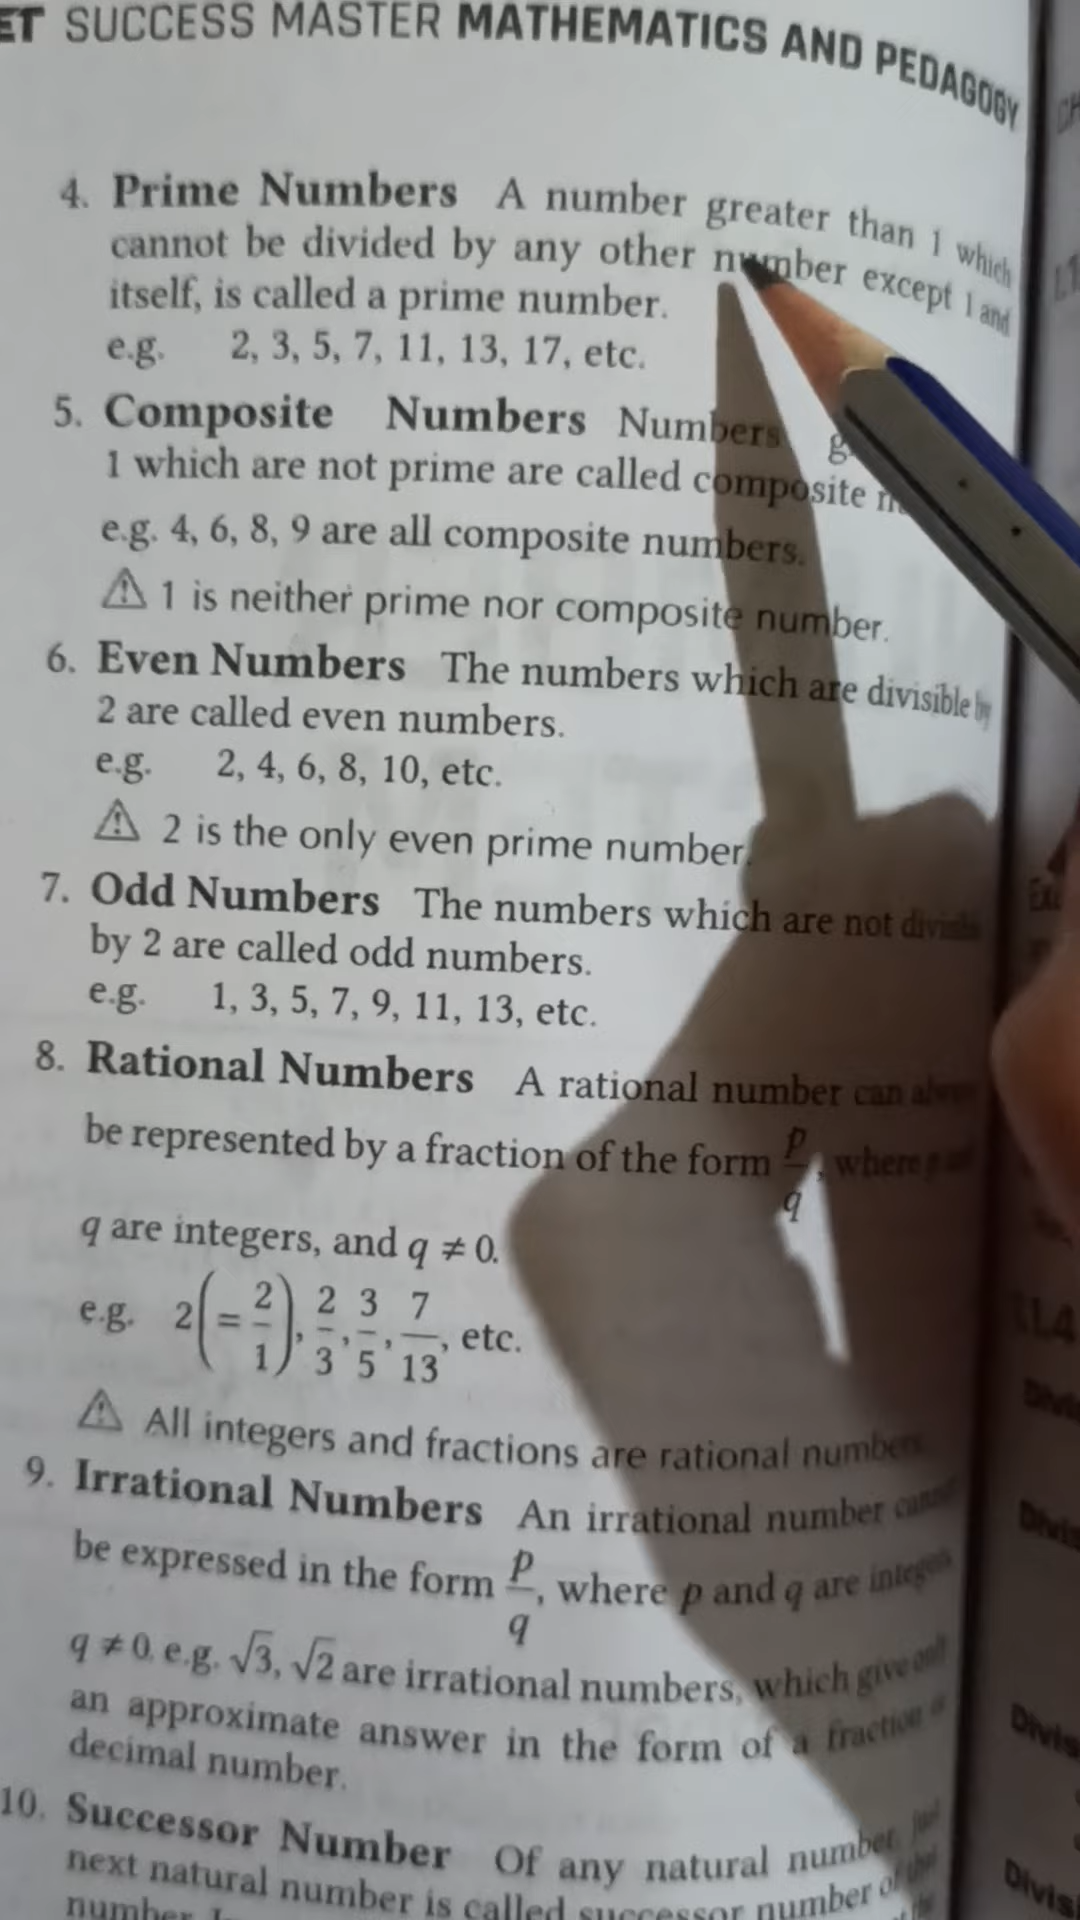 ET SUCCESS MASTER MATHEMATICS AND PEDAGOGY
4. Prime Numbers A number greater than 1 which
cannot be divided by any other number except 1 and
itself, is called a prime number.
e.g. 2, 3, 5, 7, 11, 13, 17, etc.
5. Composite Numbers Numbers
1 which are not prime are called composite
e.g. 4, 6, 8, 9 are all composite numbers.
⚠ 1 is neither prime nor composite number.
6. Even Numbers The numbers which are divisible by
2 are called even numbers.
e.g. 2, 4, 6, 8, 10, etc.
⚠ 2 is the only even prime number.
7. Odd Numbers The numbers which are not
by 2 are called odd numbers.
e.g. 1, 3, 5, 7, 9, 11, 13, etc.
8. Rational Numbers A rational number can
be represented by a fraction of the form p/q, where p
q are integers, and q ≠ 0.
e.g. 2(= 2/1), 2/3, 3/5, 7/13, etc.
⚠ All integers and fractions are rational numbers
9. Irrational Numbers An irrational number
be expressed in the form p/q, where p and q are integers
q ≠ 0. e.g. √3, √2 are irrational numbers, which give only
an approximate answer in the form of a fraction
decimal number.
10. Successor Number Of any natural number,
next natural number is called successor number of
number